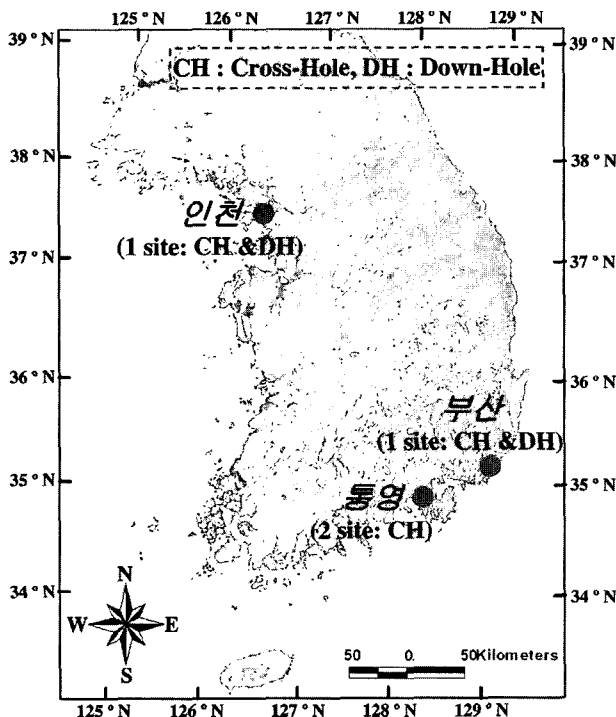 125 ° N 126 ° N 127 ° N 128 ° N 129 ° N
39 ° N 39 ° N
CH : Cross-Hole, DH : Down-Hole
38 ° N 38 ° N
인천
(1 site: CH &DH)
37 ° N 37 ° N
36 ° N 36 ° N
부산
(1 site: CH &DH)
35 ° N 35 ° N
통영
(2 site: CH)
34 ° N 34 ° N
N
W E
S
50 0. 50Kilometers
125 ° N 126 ° N 127 ° N 128 ° N 129 ° N